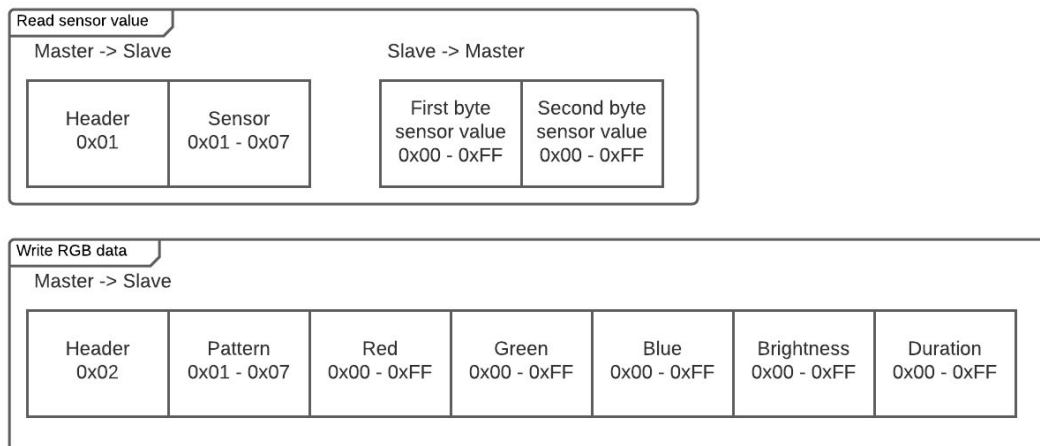 Read sensor value
Master -> Slave
Slave -> Master
Header
0x01
Sensor
0x01 - 0x07
First byte
sensor value
0x00 - 0xFF
Second byte
sensor value
0x00 - 0xFF
Write RGB data
Master -> Slave
Header
0x02
Pattern
0x01 - 0x07
Red
0x00 - 0xFF
Green
0x00 - 0xFF
Blue
0x00 - 0xFF
Brightness
0x00 - 0xFF
Duration
0x00 - 0xFF